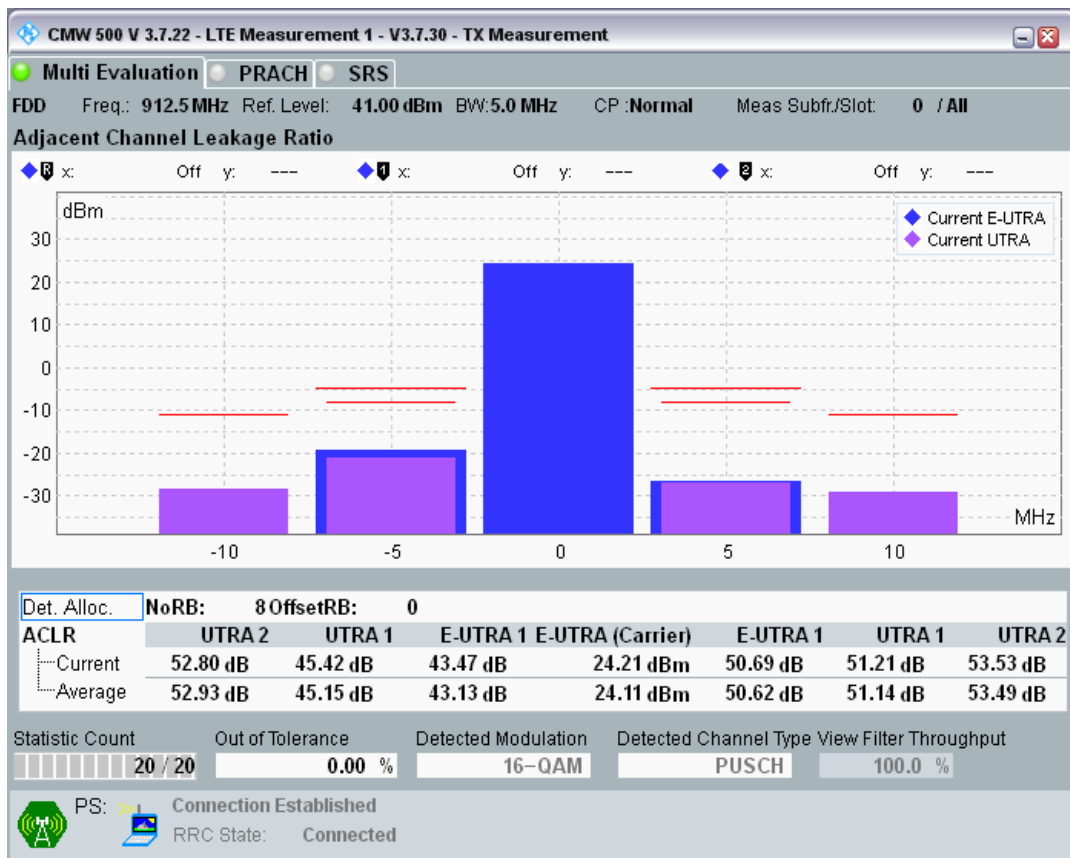 CMW 500 V 3.7.22 - LTE Measurement 1 - V3.7.30 - TX Measurement
Multi Evaluation PRACH SRS
FDD Freq.: 912.5 MHz Ref. Level: 41.00 dBm BW:5.0 MHz CP :Normal Meas Subfr./Slot: 0 / All
Adjacent Channel Leakage Ratio
R x: Off y: --- 1 x: Off y: --- 2 x: Off y: ---
dBm
Current E-UTRA
Current UTRA
30
20
10
0
-10
-20
-30
MHz
-10 -5 0 5 10
Det. Alloc. NoRB: 8 OffsetRB: 0
ACLR UTRA 2 UTRA 1 E-UTRA 1 E-UTRA (Carrier) E-UTRA 1 UTRA 1 UTRA 2
Current 52.80 dB 45.42 dB 43.47 dB 24.21 dBm 50.69 dB 51.21 dB 53.53 dB
Average 52.93 dB 45.15 dB 43.13 dB 24.11 dBm 50.62 dB 51.14 dB 53.49 dB
Statistic Count Out of Tolerance Detected Modulation Detected Channel Type View Filter Throughput
20 / 20 0.00 % 16-QAM PUSCH 100.0 %
PS: Connection Established
RRC State: Connected